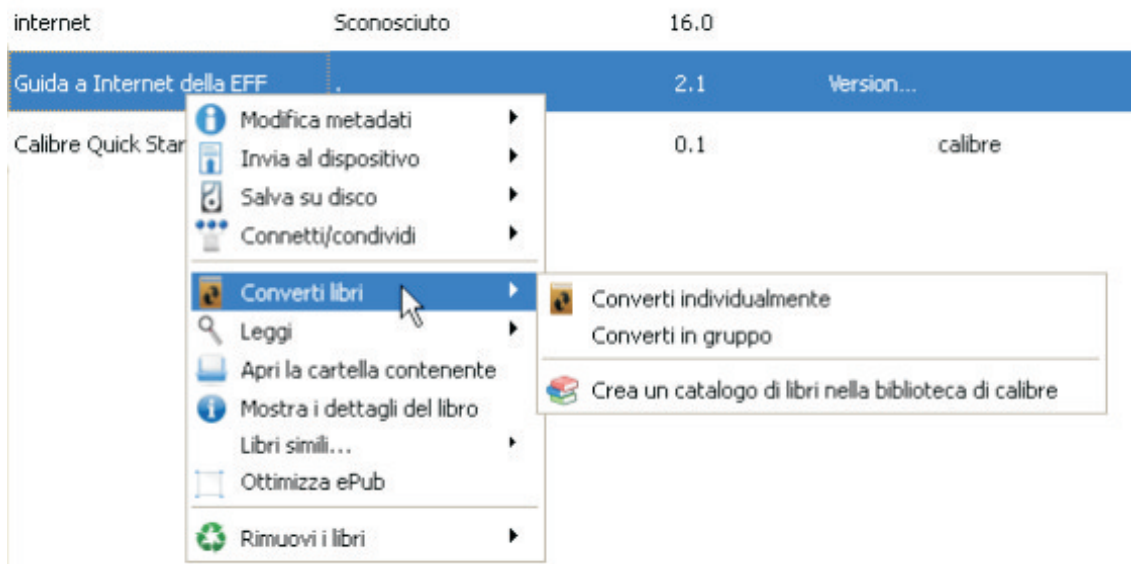 internet Sconosciuto 16.0
Guida a Internet della EFF . 2.1 Version...
Calibre Quick Star 0.1 calibre
Modifica metadati
Invia al dispositivo
Salva su disco
Connetti/condividi
Converti libri
Leggi
Apri la cartella contenente
Mostra i dettagli del libro
Libri simili...
Ottimizza ePub
Rimuovi i libri
Converti individualmente
Converti in gruppo
Crea un catalogo di libri nella biblioteca di calibre